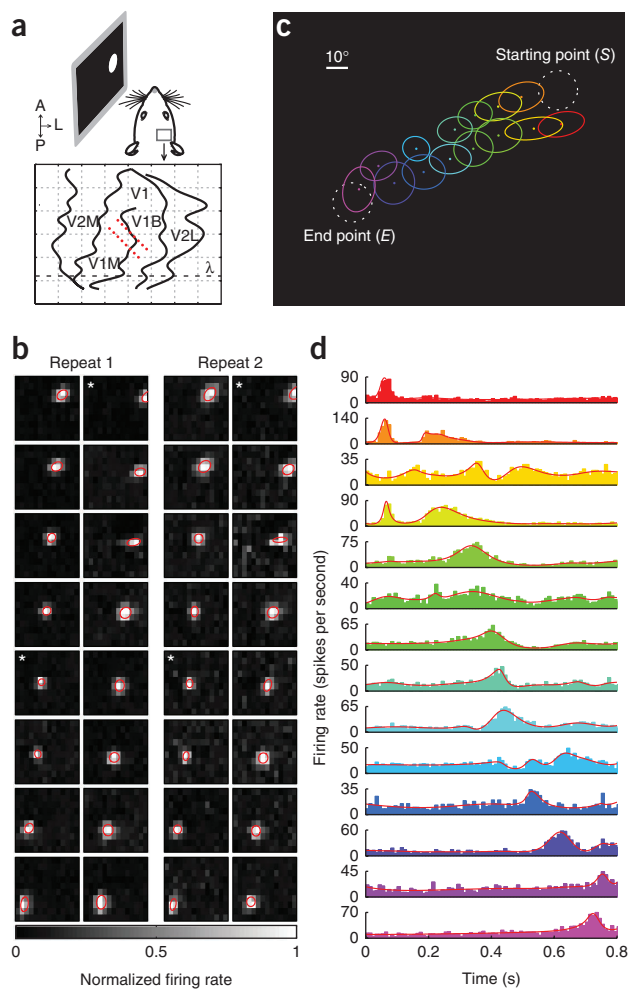 a
A
L
P
V1
V2M
V1B
V2L
V1M
λ
c
10°
Starting point (S)
End point (E)
b
Repeat 1
Repeat 2
*
*
*
*
0
0.5
1
Normalized firing rate
d
Firing rate (spikes per second)
90
0
140
0
35
0
90
0
75
0
40
0
65
0
50
0
65
0
50
0
35
0
60
0
45
0
70
0
0
0.2
0.4
0.6
0.8
Time (s)